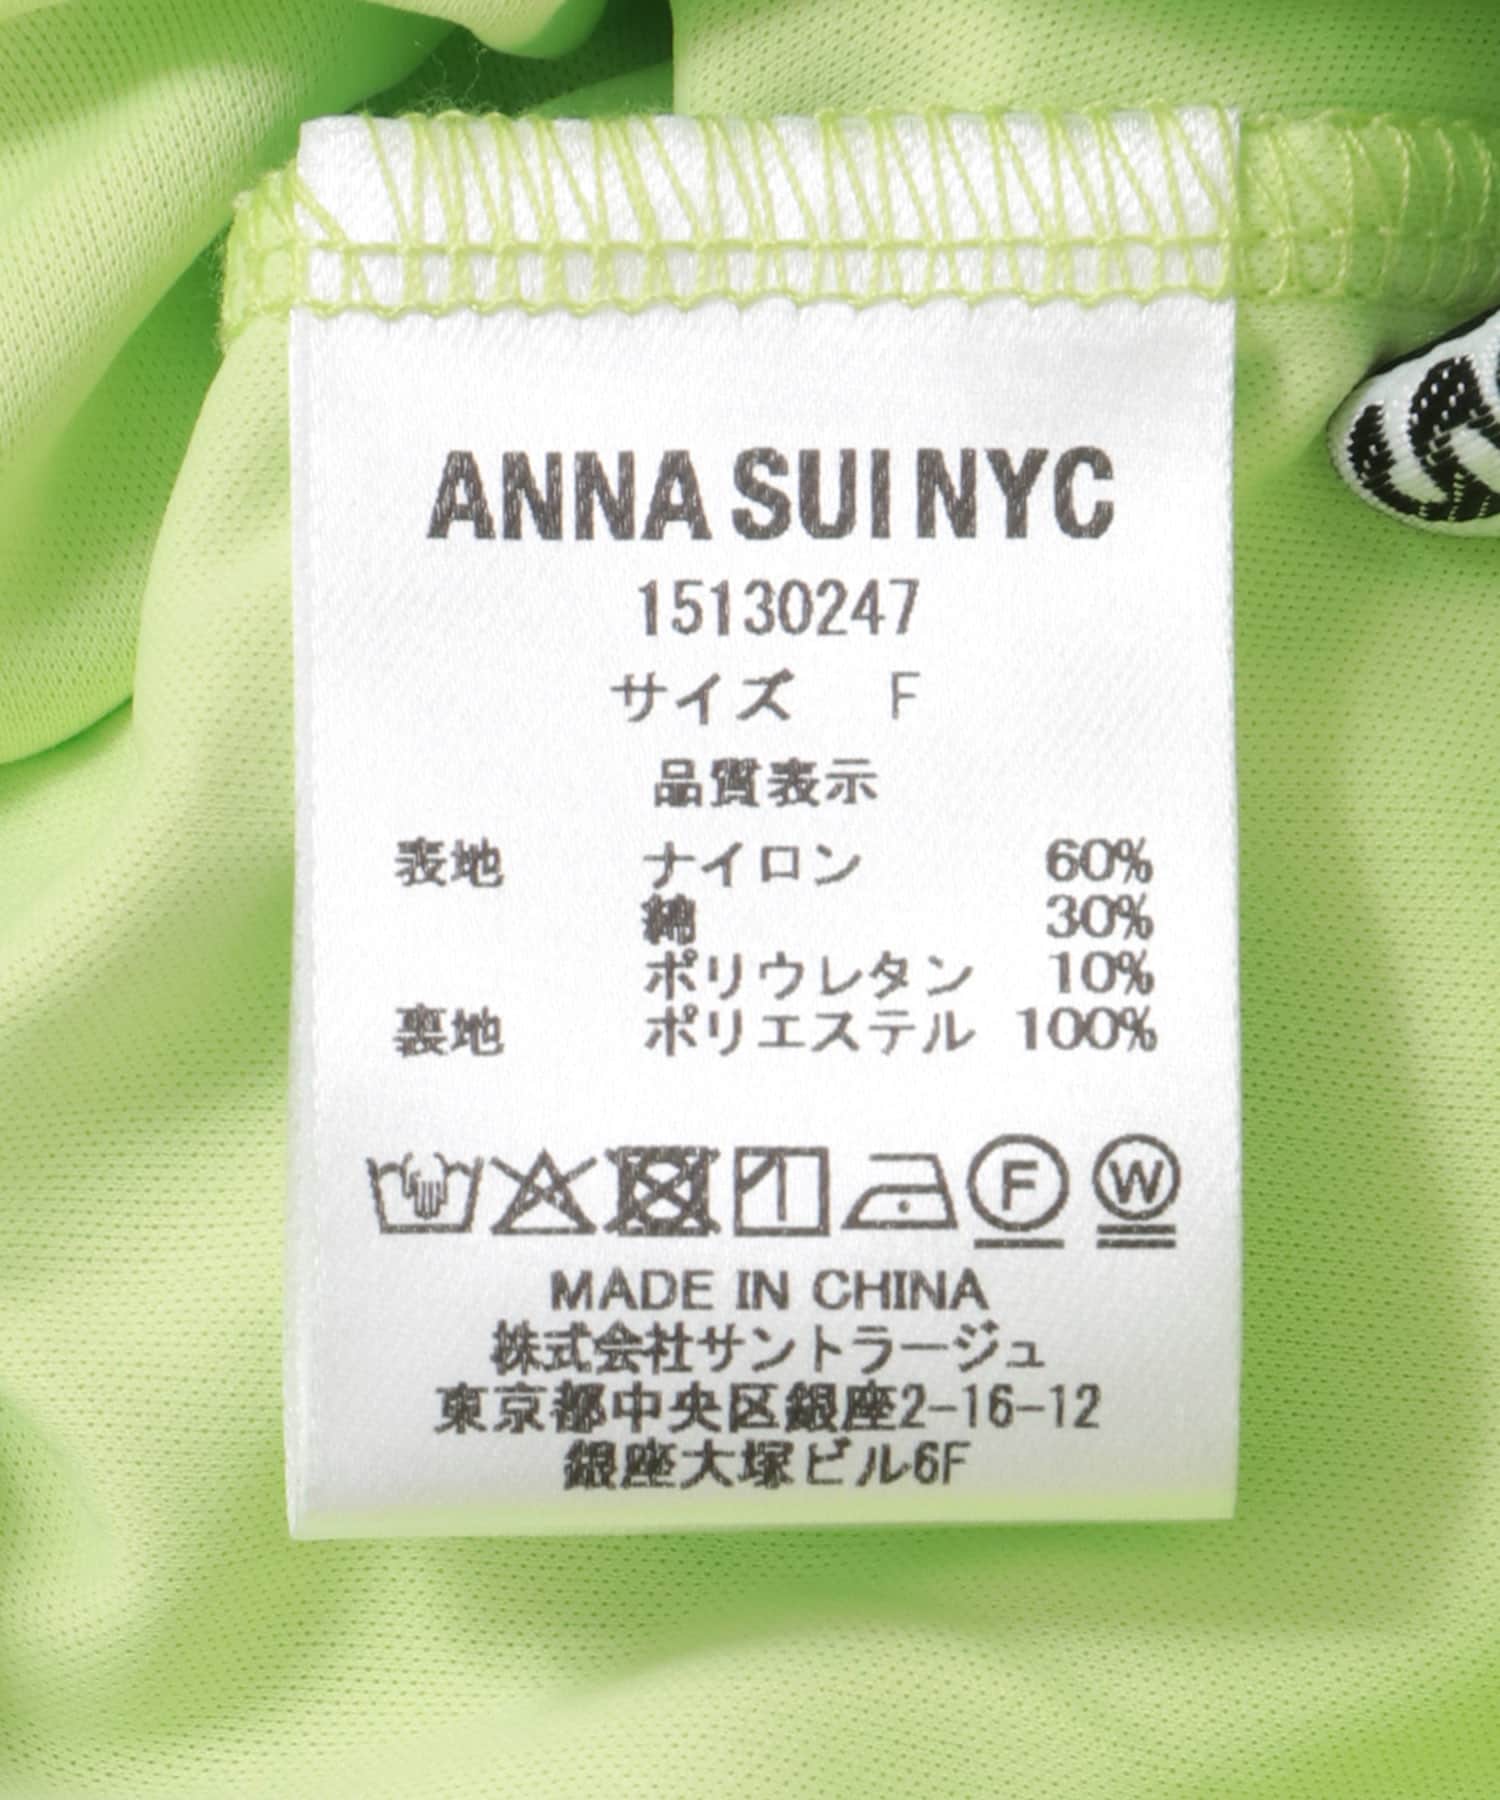 ANNA SUI NYC
15130247
サイズ F
品質表示
表地 ナイロン 60%
綿 30%
ポリウレタン 10%
裏地 ポリエステル 100%
F W
MADE IN CHINA
株式会社サントラージュ
東京都中央区銀座2-16-12
銀座大塚ビル6F